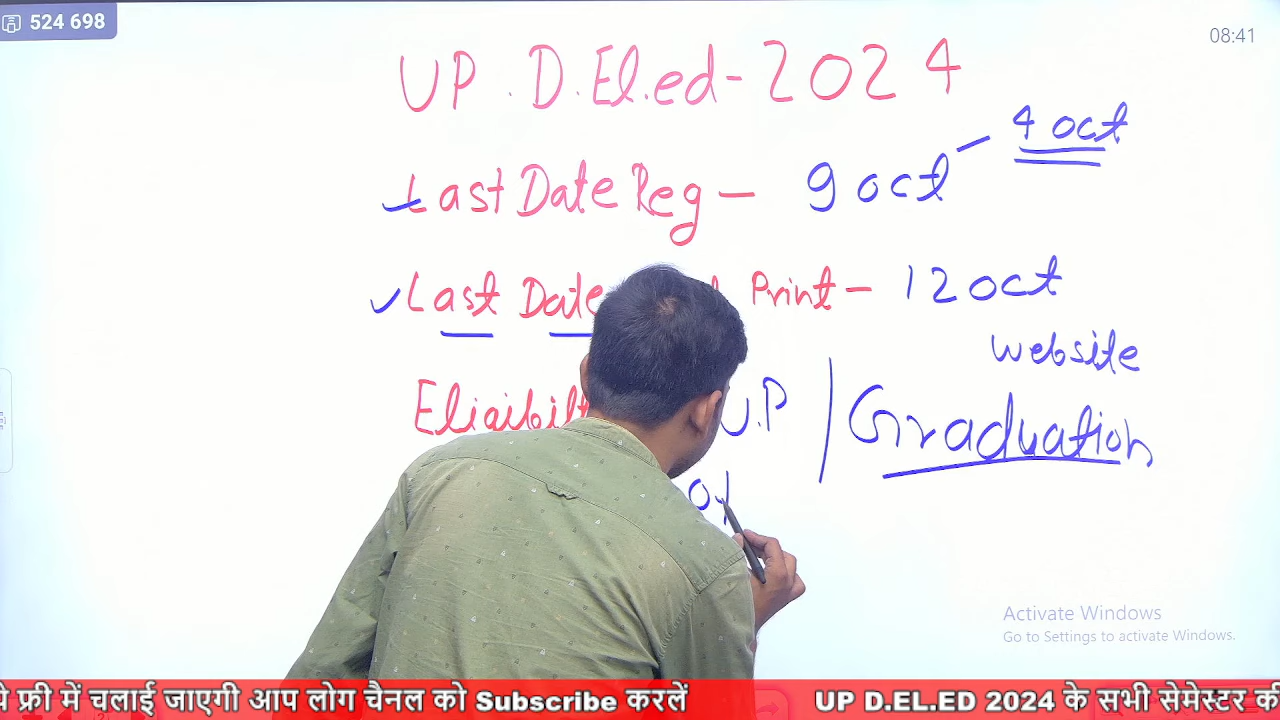 524 698
08:41
UP . D.El.ed-2024
4 oct
Last Date Reg - 9 oct
Last Date Print - 12 oct
website
U.P / Graduation
Activate Windows
Go to Settings to activate Windows.
फ्री में चलाई जाएगी आप लोग चैनल को Subscribe करलें UP D.EL.ED 2024 के सभी सेमेस्टर की